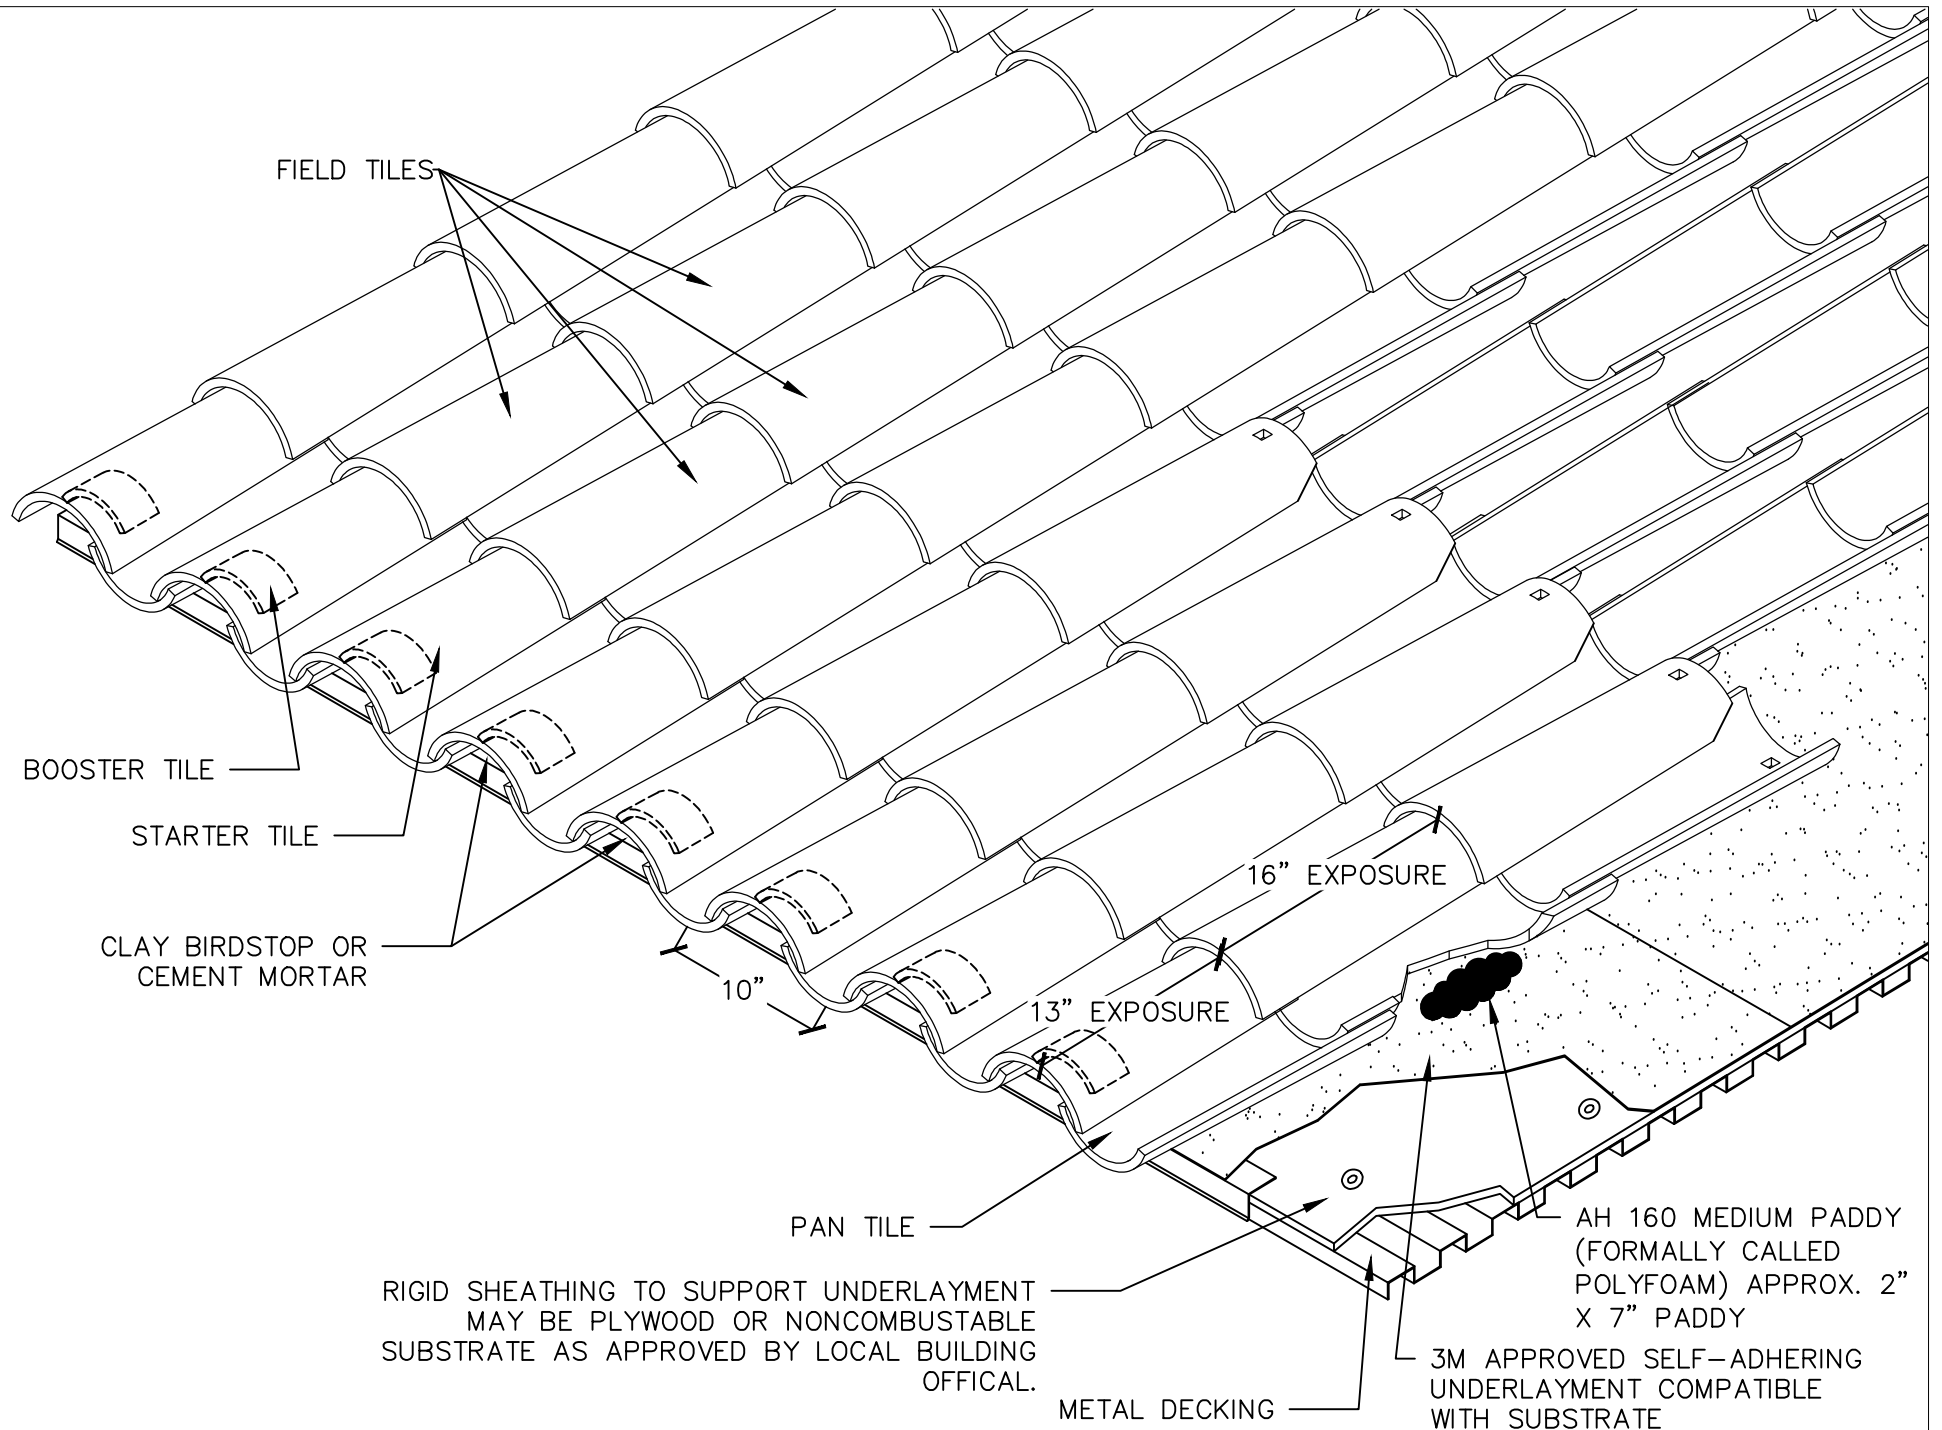 FIELD TILES
BOOSTER TILE
STARTER TILE
CLAY BIRDSTOP OR
CEMENT MORTAR
10”
16” EXPOSURE
13” EXPOSURE
PAN TILE
RIGID SHEATHING TO SUPPORT UNDERLAYMENT
MAY BE PLYWOOD OR NONCOMBUSTABLE
SUBSTRATE AS APPROVED BY LOCAL BUILDING
OFFICAL.
METAL DECKING
AH 160 MEDIUM PADDY
(FORMALLY CALLED
POLYFOAM) APPROX. 2”
X 7” PADDY
3M APPROVED SELF-ADHERING
UNDERLAYMENT COMPATIBLE
WITH SUBSTRATE